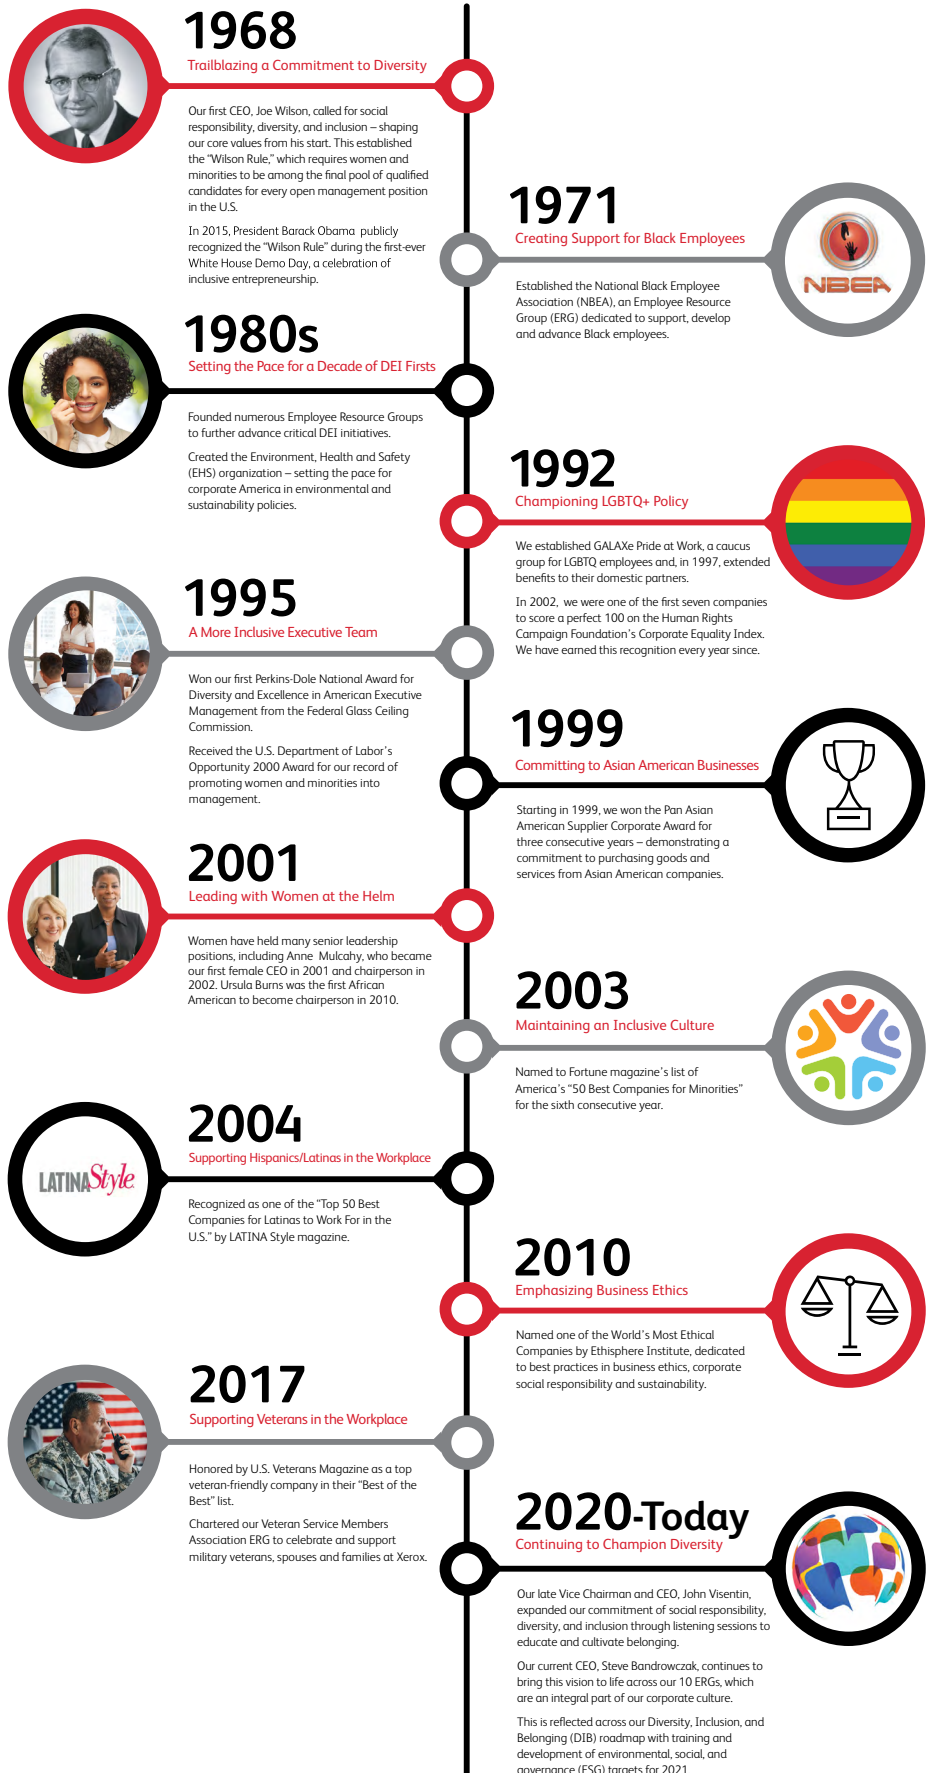 1968
Trailblazing a Commitment to Diversity
Our first CEO, Joe Wilson, called for social
responsibility, diversity, and inclusion – shaping
our core values from his start. This established
the “Wilson Rule,” which requires women and
minorities to be among the final pool of qualified
candidates for every open management position
in the U.S.
In 2015, President Barack Obama publicly
recognized the “Wilson Rule” during the first-ever
White House Demo Day, a celebration of
inclusive entrepreneurship.
1971
Creating Support for Black Employees
NBEA
Established the National Black Employee
Association (NBEA), an Employee Resource
Group (ERG) dedicated to support, develop
and advance Black employees.
1980s
Setting the Pace for a Decade of DEI Firsts
Founded numerous Employee Resource Groups
to further advance critical DEI initiatives.
Created the Environment, Health and Safety
(EHS) organization – setting the pace for
corporate America in environmental and
sustainability policies.
1992
Championing LGBTQ+ Policy
We established GALAXe Pride at Work, a caucus
group for LGBTQ employees and, in 1997, extended
benefits to their domestic partners.
In 2002, we were one of the first seven companies
to score a perfect 100 on the Human Rights
Campaign Foundation’s Corporate Equality Index.
We have earned this recognition every year since.
1995
A More Inclusive Executive Team
Won our first Perkins-Dole National Award for
Diversity and Excellence in American Executive
Management from the Federal Glass Ceiling
Commission.
Received the U.S. Department of Labor’s
Opportunity 2000 Award for our record of
promoting women and minorities into
management.
1999
Committing to Asian American Businesses
Starting in 1999, we won the Pan Asian
American Supplier Corporate Award for
three consecutive years – demonstrating a
commitment to purchasing goods and
services from Asian American companies.
2001
Leading with Women at the Helm
Women have held many senior leadership
positions, including Anne Mulcahy, who became
our first female CEO in 2001 and chairperson in
2002. Ursula Burns was the first African
American to become chairperson in 2010.
2003
Maintaining an Inclusive Culture
Named to Fortune magazine’s list of
America’s “50 Best Companies for Minorities”
for the sixth consecutive year.
2004
Supporting Hispanics/Latinas in the Workplace
LATINA Style
Recognized as one of the “Top 50 Best
Companies for Latinas to Work For in the
U.S.” by LATINA Style magazine.
2010
Emphasizing Business Ethics
Named one of the World’s Most Ethical
Companies by Ethisphere Institute, dedicated
to best practices in business ethics, corporate
social responsibility and sustainability.
2017
Supporting Veterans in the Workplace
Honored by U.S. Veterans Magazine as a top
veteran-friendly company in their “Best of the
Best” list.
Chartered our Veteran Service Members
Association ERG to celebrate and support
military veterans, spouses and families at Xerox.
2020-Today
Continuing to Champion Diversity
Our late Vice Chairman and CEO, John Visentin,
expanded our commitment of social responsibility,
diversity, and inclusion through listening sessions to
educate and cultivate belonging.
Our current CEO, Steve Bandrowczak, continues to
bring this vision to life across our 10 ERGs, which
are an integral part of our corporate culture.
This is reflected across our Diversity, Inclusion, and
Belonging (DIB) roadmap with training and
development of environmental, social, and
governance (ESG) targets for 2021